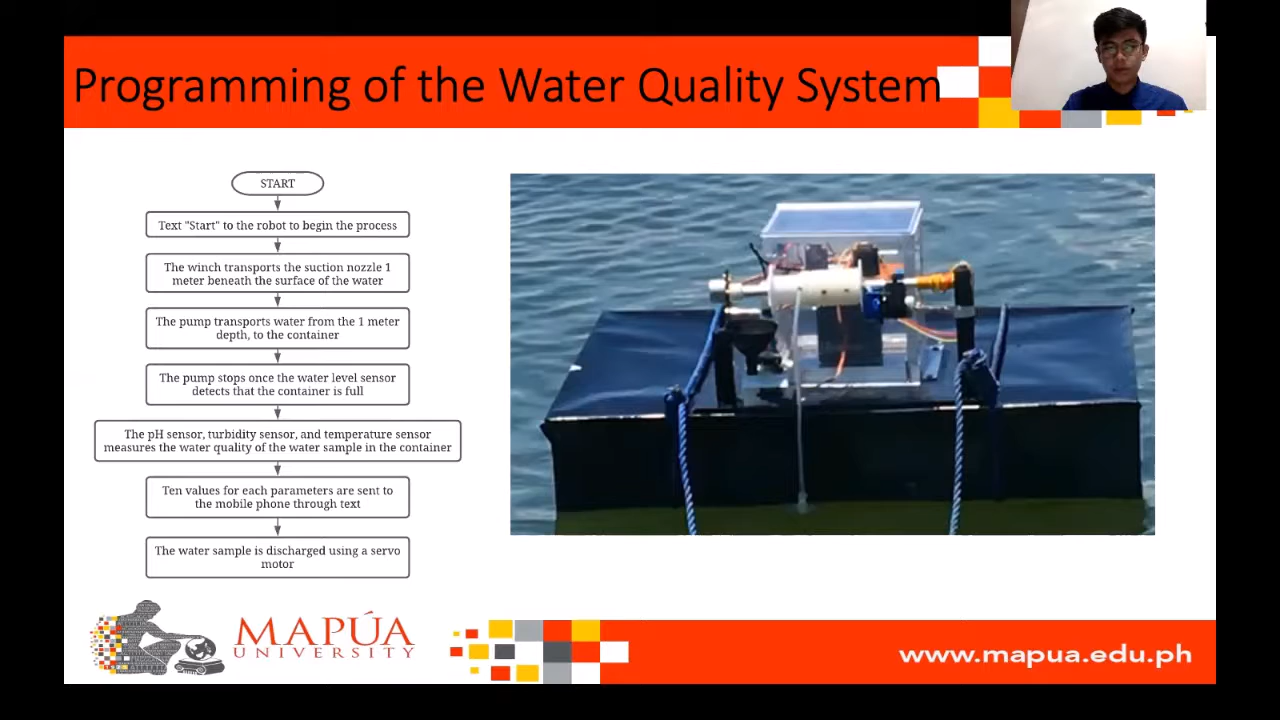 Programming of the Water Quality System
START
Text "Start" to the robot to begin the process
The winch transports the suction nozzle 1
meter beneath the surface of the water
The pump transports water from the 1 meter
depth, to the container
The pump stops once the water level sensor
detects that the container is full
The pH sensor, turbidity sensor, and temperature sensor
measures the water quality of the water sample in the container
Ten values for each parameters are sent to
the mobile phone through text
The water sample is discharged using a servo
motor
MAPÚA
UNIVERSITY
www.mapua.edu.ph